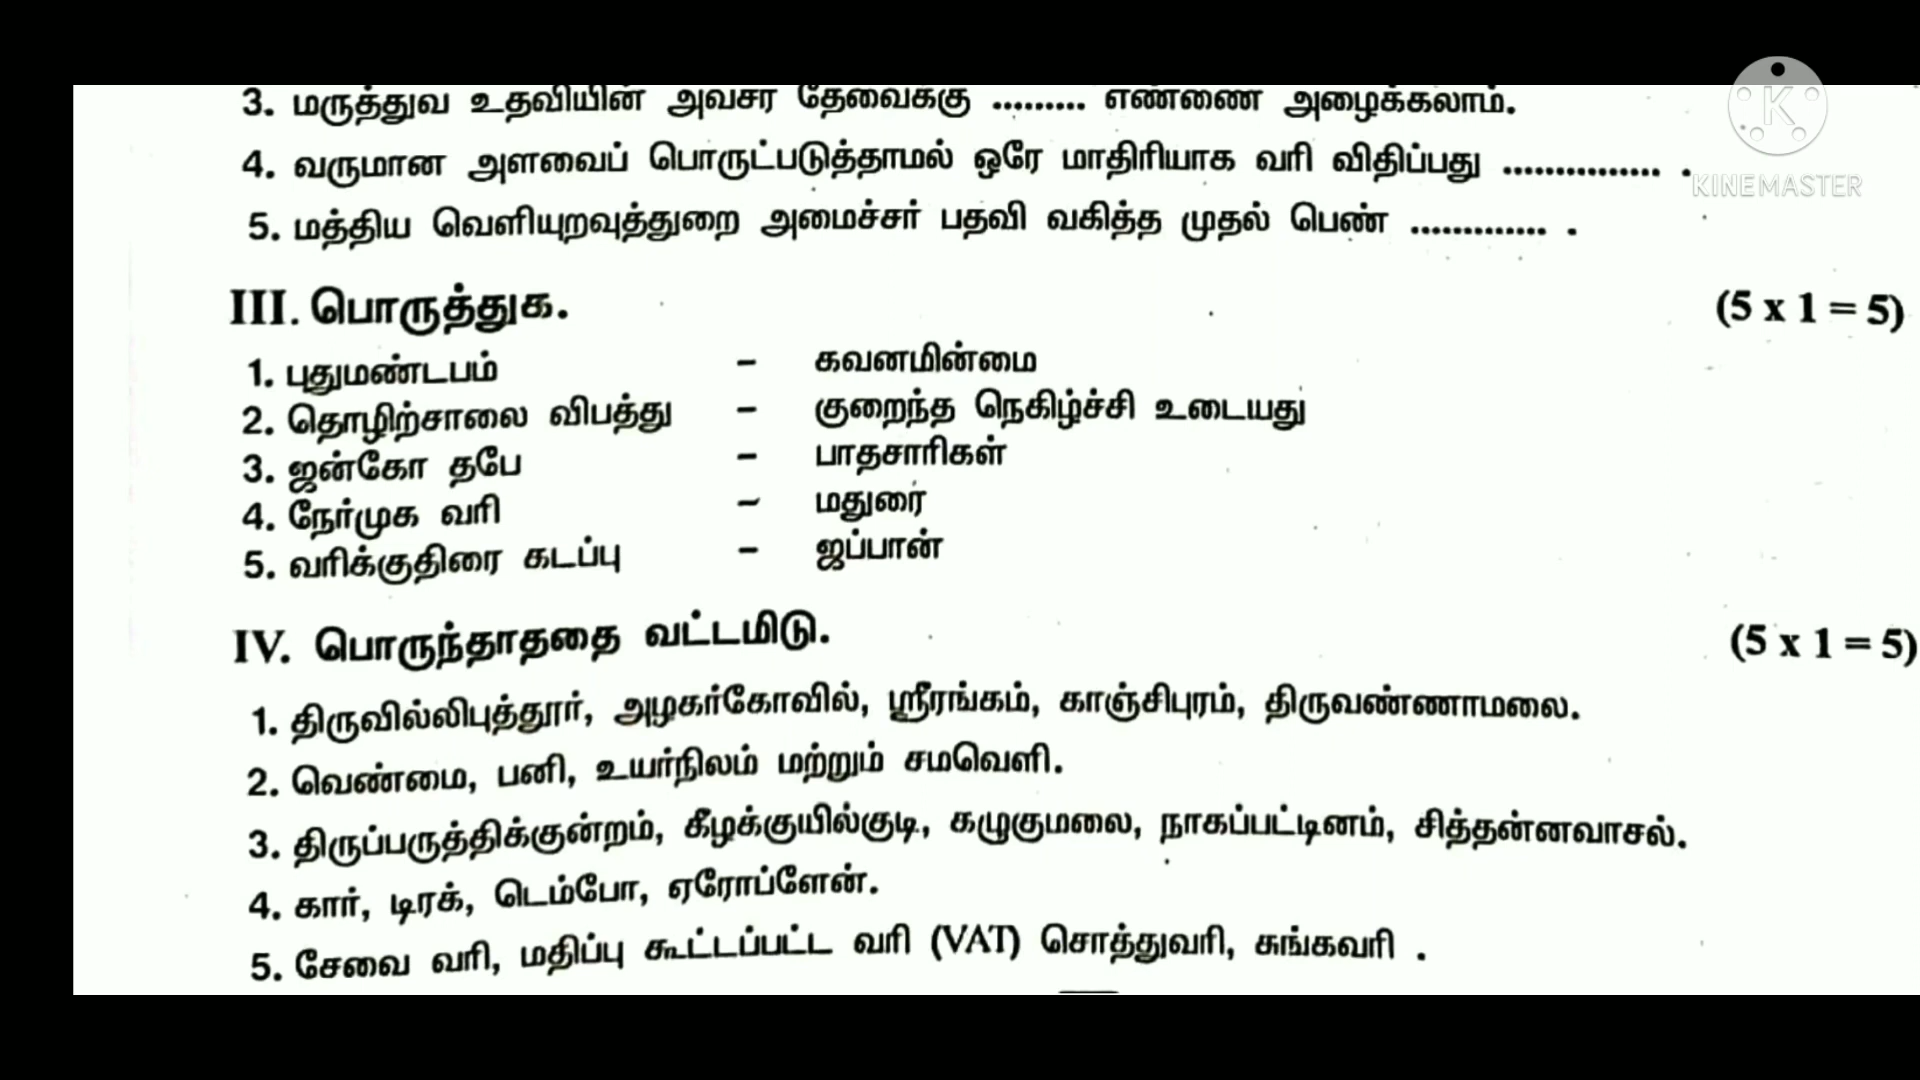 3. மருத்துவ உதவியின் அவசர தேவைக்கு ......... எண்ணை அழைக்கலாம்.
4. வருமான அளவைப் பொருட்படுத்தாமல் ஒரே மாதிரியாக வரி விதிப்பது ............... .
5. மத்திய வெளியுறவுத்துறை அமைச்சர் பதவி வகித்த முதல் பெண் ............. .
III. பொருத்துக. (5 x 1 = 5)
1. புதுமண்டபம் – கவனமின்மை
2. தொழிற்சாலை விபத்து – குறைந்த நெகிழ்ச்சி உடையது
3. ஜன்கோ தபே – பாதசாரிகள்
4. நேர்முக வரி – மதுரை
5. வரிக்குதிரை கடப்பு – ஜப்பான்
IV. பொருந்தாததை வட்டமிடு. (5 x 1 = 5)
1. திருவில்லிபுத்தூர், அழகர்கோவில், ஸ்ரீரங்கம், காஞ்சிபுரம், திருவண்ணாமலை.
2. வெண்மை, பனி, உயர்நிலம் மற்றும் சமவெளி.
3. திருப்பருத்திக்குன்றம், கீழக்குயில்குடி, கழுகுமலை, நாகப்பட்டினம், சித்தன்னவாசல்.
4. கார், டிரக், டெம்போ, ஏரோப்ளேன்.
5. சேவை வரி, மதிப்பு கூட்டப்பட்ட வரி (VAT) சொத்துவரி, சுங்கவரி .
K
KINEMASTER